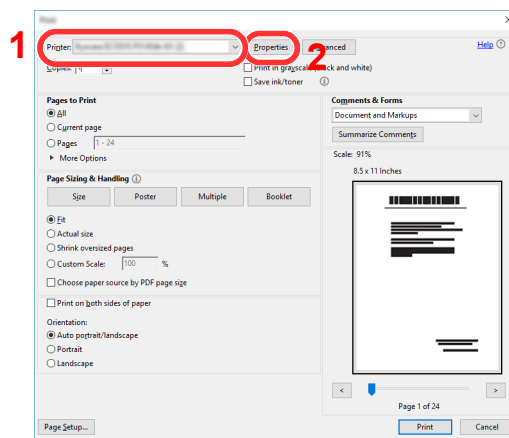 1
Printer:
Properties
Advanced
Help
2
Copies:
Print in grayscale (black and white)
Save ink/toner
Pages to Print
All
Current page
Pages 1 - 24
More Options
Comments & Forms
Document and Markups
Summarize Comments
Scale: 91%
8.5 x 11 Inches
Page Sizing & Handling
Size Poster Multiple Booklet
Fit
Actual size
Shrink oversized pages
Custom Scale: 100 %
Choose paper source by PDF page size
Print on both sides of paper
Orientation:
Auto portrait/landscape
Portrait
Landscape
< >
Page 1 of 24
Page Setup...
Print Cancel